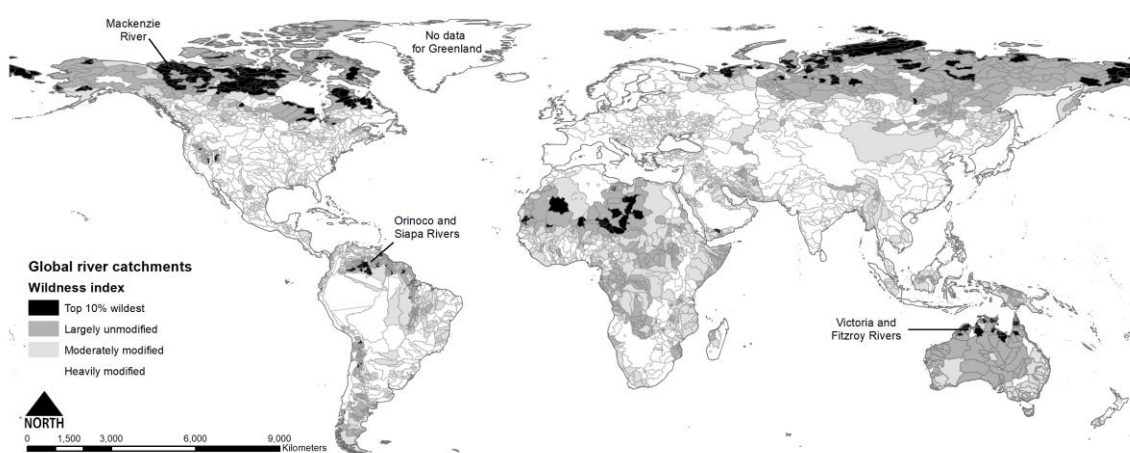 Mackenzie
River
No data
for Greenland
Orinoco and
Siapa Rivers
Global river catchments
Wildness index
Top 10% wildest
Largely unmodified
Moderately modified
Heavily modified
Victoria and
Fitzroy Rivers
NORTH
0 1,500 3,000 6,000 9,000
Kilometers